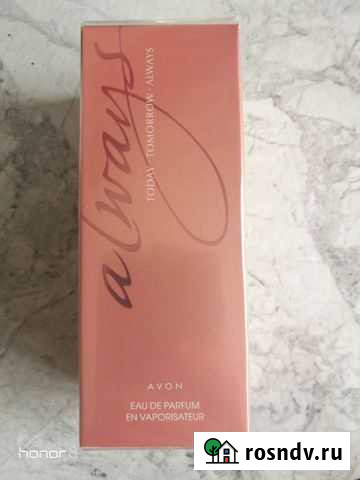 always
TODAY · TOMORROW · ALWAYS
AVON
EAU DE PARFUM
EN VAPORISATEUR
honor
rosndv.ru